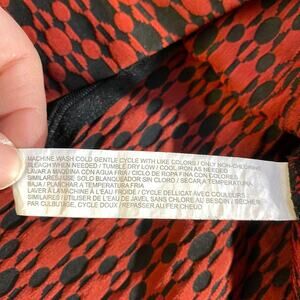 MACHINE WASH COLD GENTLE CYCLE WITH LIKE COLORS / ONLY NON-CHLORINE
BLEACH WHEN NEEDED / TUMBLE DRY LOW / COOL IRON AS NEEDED
LAVAR A MAQUINA CON AGUA FRIA / CICLO DE ROPA FINA CON COLORES
SIMILARES / USE SOLO BLANQUEADOR SIN CLORO / SECAR A TEMPERATURA
BAJA / PLANCHAR A TEMPERATURA FRIA
LAVER À LA MACHINE À L'EAU FROIDE / CYCLE DÉLICAT AVEC COULEURS
SIMILAIRES / UTILISER DE L'EAU DE JAVEL SANS CHLORE AU BESOIN / SÉCHER
PAR CULBUTAGE, CYCLE DOUX / REPASSER AU FER